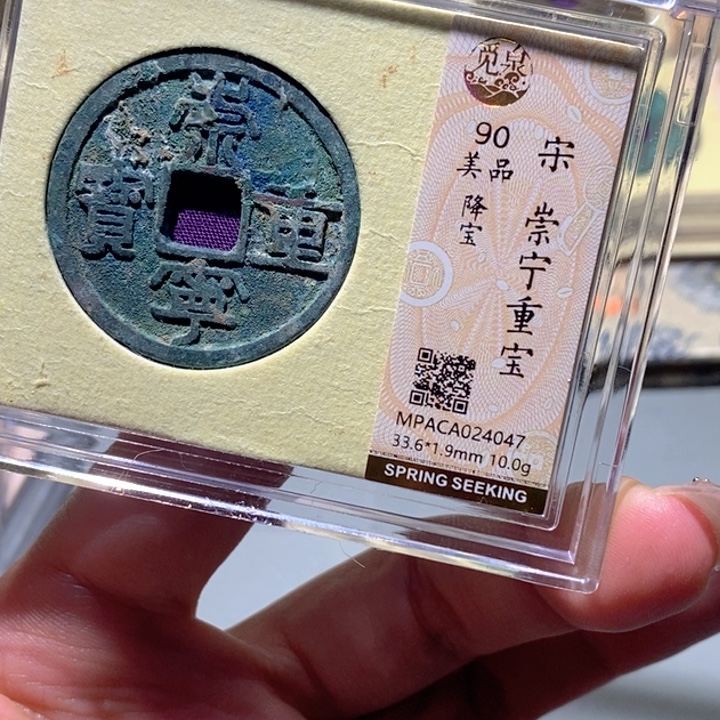 崇
重
寧
寶
觅泉
90
美品
降宝
宋 崇宁重宝
MPACA024047
33.6*1.9mm 10.0g
SPRING SEEKING